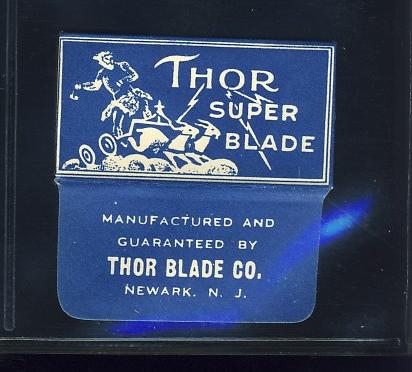 THOR
SUPER
BLADE
MANUFACTURED AND
GUARANTEED BY
THOR BLADE CO.
NEWARK. N. J.